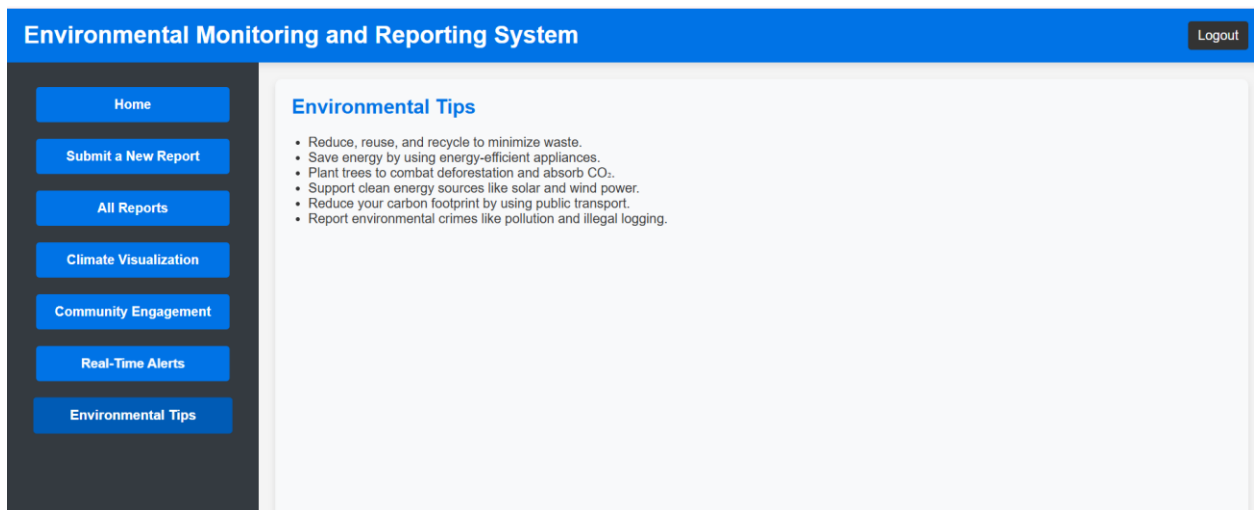 Environmental Monitoring and Reporting System
Logout
Home
Submit a New Report
All Reports
Climate Visualization
Community Engagement
Real-Time Alerts
Environmental Tips
Environmental Tips
• Reduce, reuse, and recycle to minimize waste.
• Save energy by using energy-efficient appliances.
• Plant trees to combat deforestation and absorb CO₂.
• Support clean energy sources like solar and wind power.
• Reduce your carbon footprint by using public transport.
• Report environmental crimes like pollution and illegal logging.